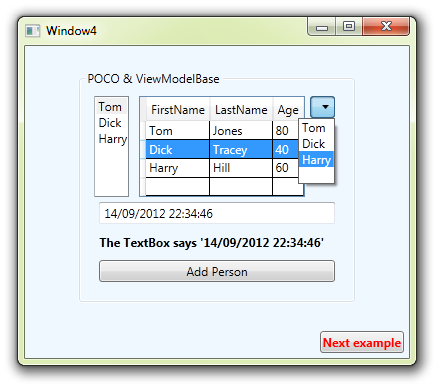 Window4
POCO & ViewModelBase
Tom
Dick
Harry
FirstName LastName Age
Tom Jones 80
Dick Tracey 40
Harry Hill 60
Tom
Dick
Harry
14/09/2012 22:34:46
The TextBox says '14/09/2012 22:34:46'
Add Person
Next example